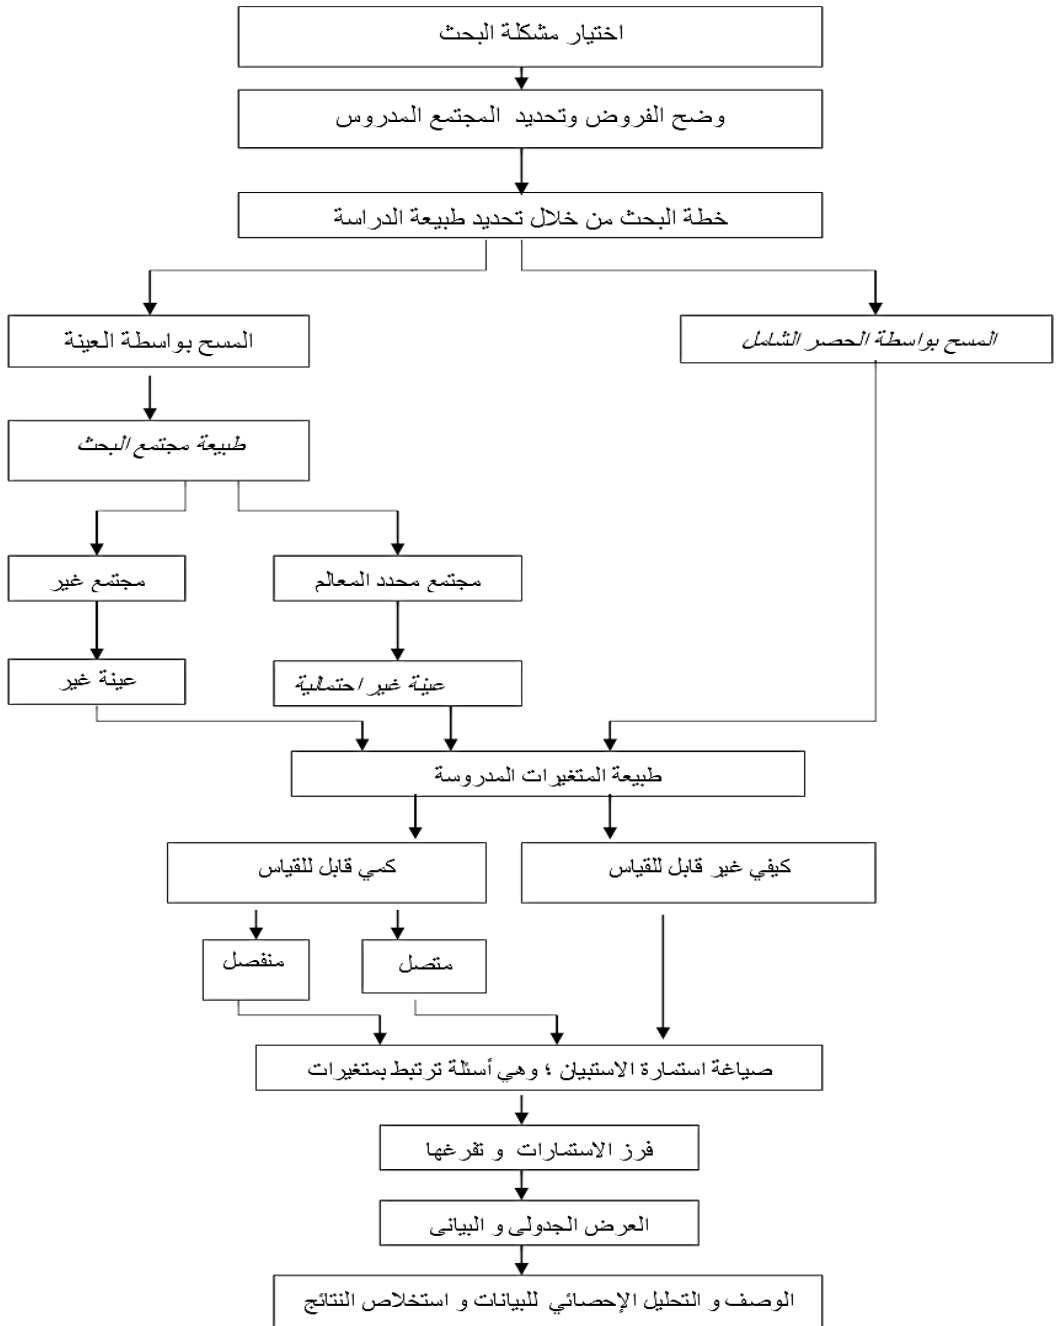 اختيار مشكلة البحث
وضح الفروض وتحديد المجتمع المدروس
خطة البحث من خلال تحديد طبيعة الدراسة
المسح بواسطة الحصر الشامل
المسح بواسطة العينة
طبيعة مجتمع البحث
مجتمع محدد المعالم
مجتمع غير
عينة غير احتمالية
عينة غير
طبيعة المتغيرات المدروسة
كيفي غير قابل للقياس
كمي قابل للقياس
متصل
منفصل
صياغة استمارة الاستبيان ؛ وهي أسئلة ترتبط بمتغيرات
فرز الاستمارات و تفرغها
العرض الجدولى و البيانى
الوصف و التحليل الإحصائي للبيانات و استخلاص النتائج